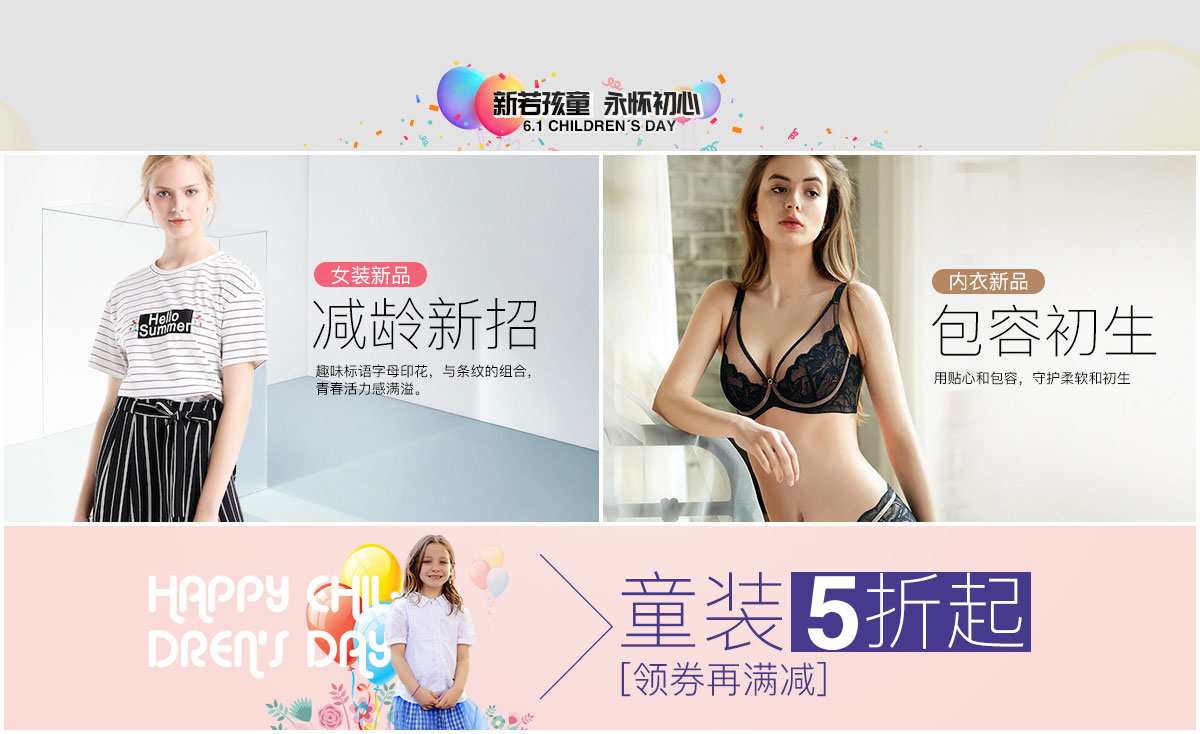 新若孩童 永怀初心
6.1 CHILDREN'S DAY
女装新品
减龄新招
趣味标语字母印花，与条纹的组合，
青春活力感满溢。
Hello
Summer
内衣新品
包容初生
用贴心和包容，守护柔软和初生
HAPPY CHIL-
DREN'S DAY
童装5折起
[领券再满减]